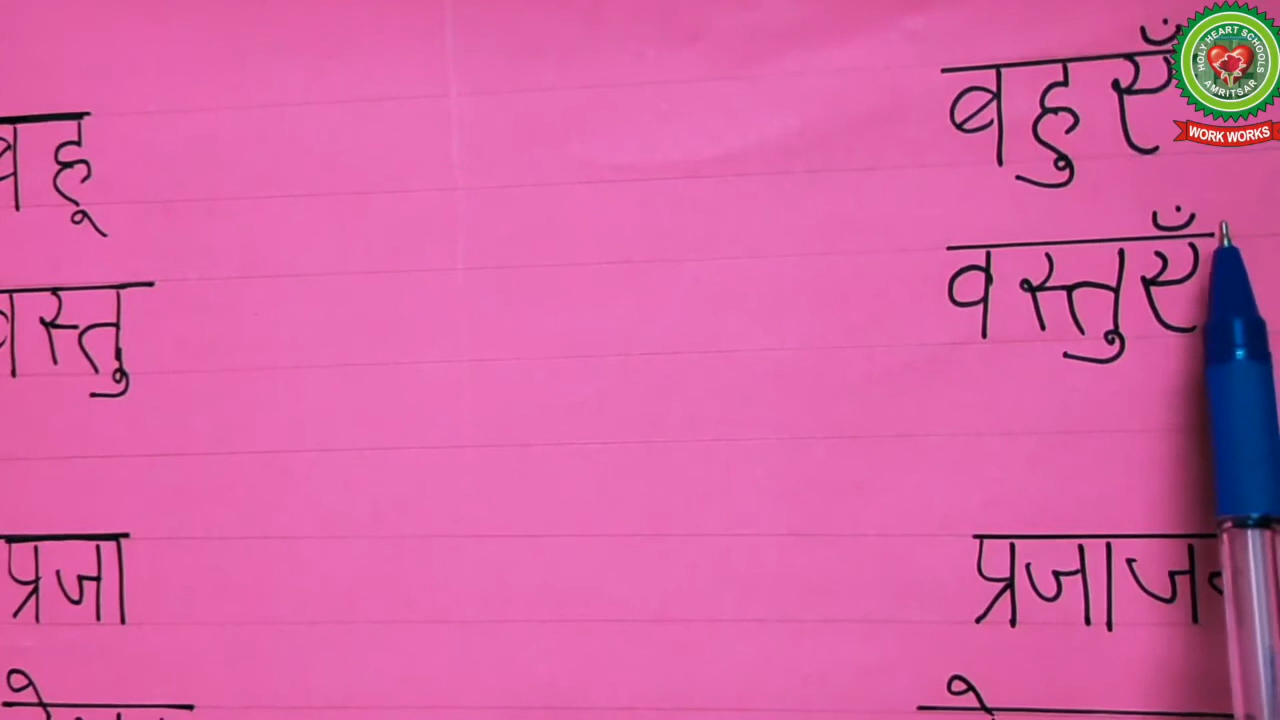 बहू बहुएँ
वस्तु वस्तुएँ
प्रजा
HOLY HEART SCHOOLS
AMRITSAR
WORK WORKS